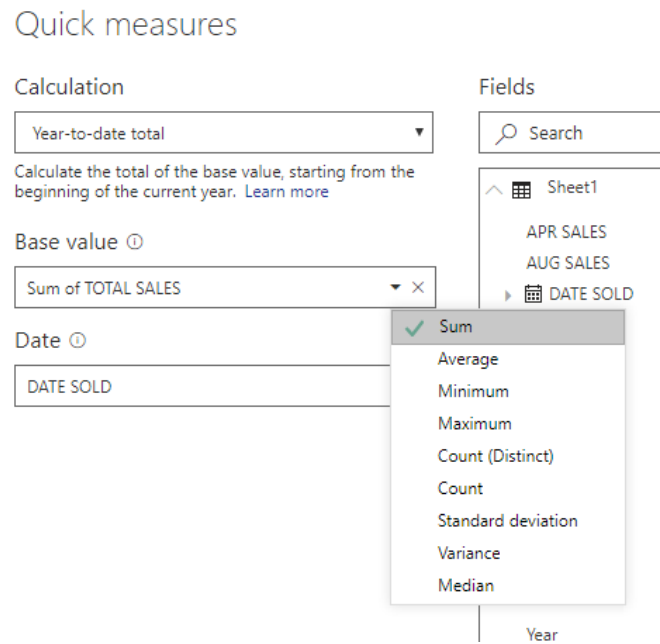 Quick measures
Calculation
Year-to-date total
Calculate the total of the base value, starting from the
beginning of the current year. Learn more
Base value
Sum of TOTAL SALES
Date
DATE SOLD
Fields
Search
Sheet1
APR SALES
AUG SALES
DATE SOLD
Sum
Average
Minimum
Maximum
Count (Distinct)
Count
Standard deviation
Variance
Median
Year